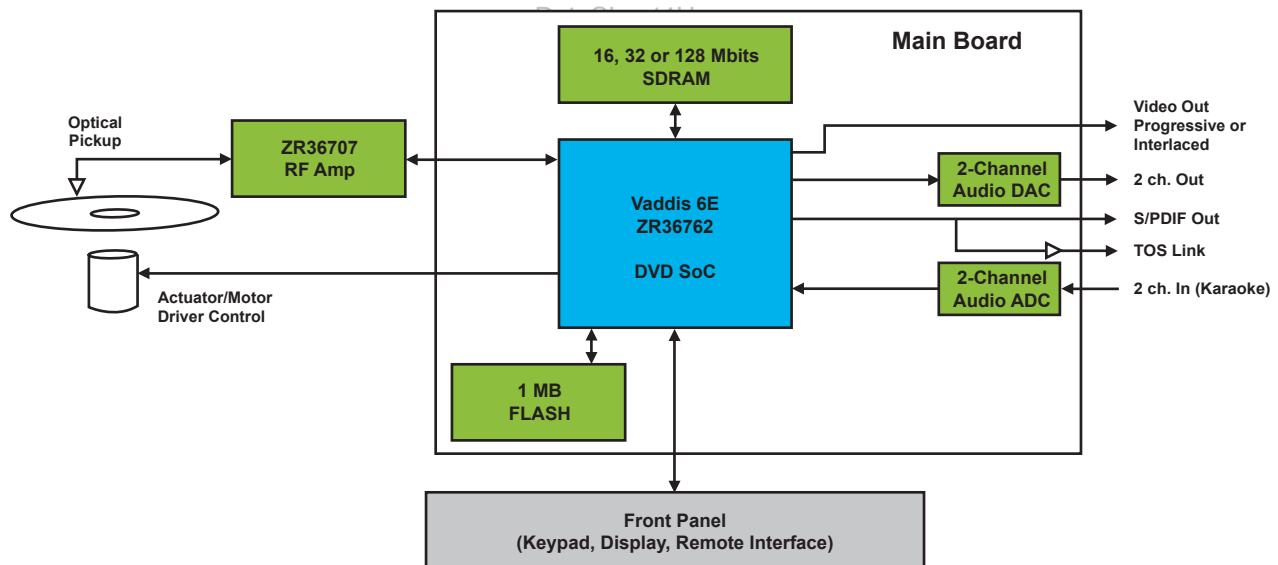 Main Board
16, 32 or 128 Mbits
SDRAM
Optical
Pickup
ZR36707
RF Amp
Vaddis 6E
ZR36762
DVD SoC
Video Out
Progressive or
Interlaced
2-Channel
Audio DAC
2 ch. Out
S/PDIF Out
TOS Link
2-Channel
Audio ADC
2 ch. In (Karaoke)
Actuator/Motor
Driver Control
1 MB
FLASH
Front Panel
(Keypad, Display, Remote Interface)